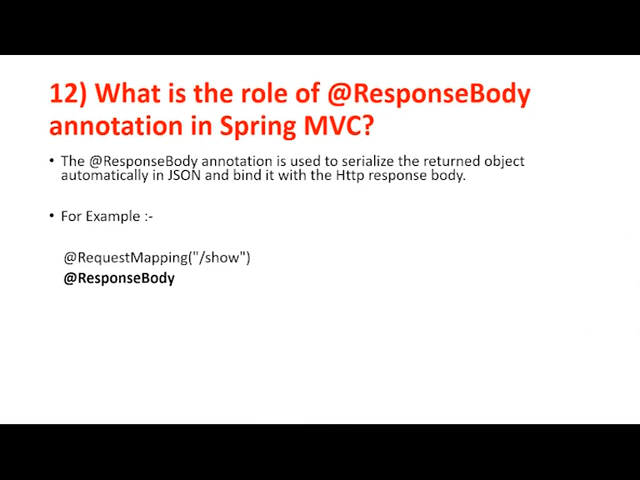 12) What is the role of @ResponseBody
annotation in Spring MVC?
• The @ResponseBody annotation is used to serialize the returned object
automatically in JSON and bind it with the Http response body.
• For Example :-
@RequestMapping("/show")
@ResponseBody